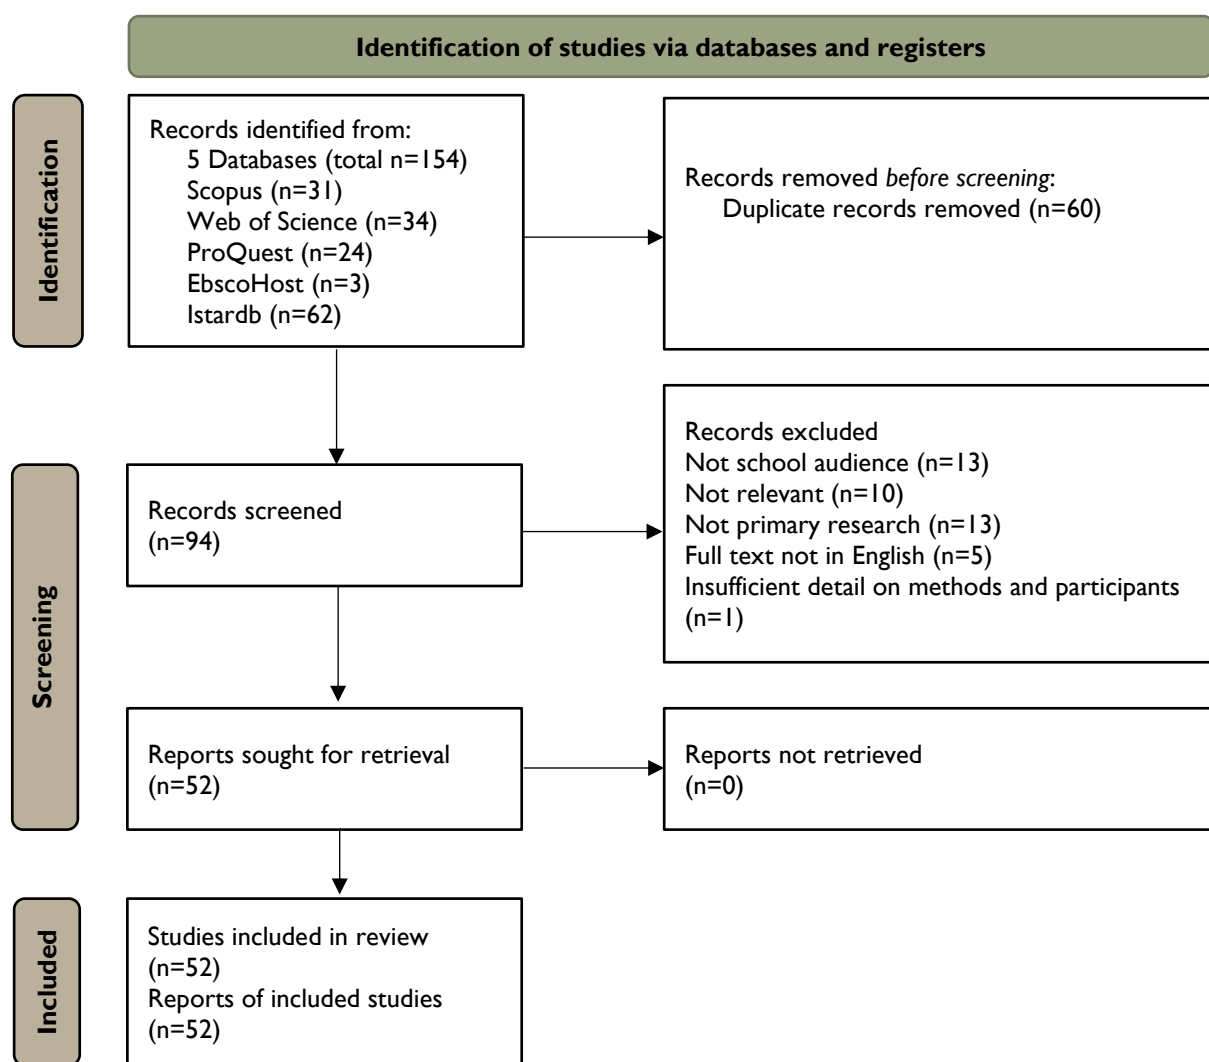 Identification of studies via databases and registers
Identification
Records identified from:
5 Databases (total n=154)
Scopus (n=31)
Web of Science (n=34)
ProQuest (n=24)
EbscoHost (n=3)
Istardb (n=62)
Records removed before screening:
Duplicate records removed (n=60)
Screening
Records screened
(n=94)
Records excluded
Not school audience (n=13)
Not relevant (n=10)
Not primary research (n=13)
Full text not in English (n=5)
Insufficient detail on methods and participants
(n=1)
Reports sought for retrieval
(n=52)
Reports not retrieved
(n=0)
Included
Studies included in review
(n=52)
Reports of included studies
(n=52)